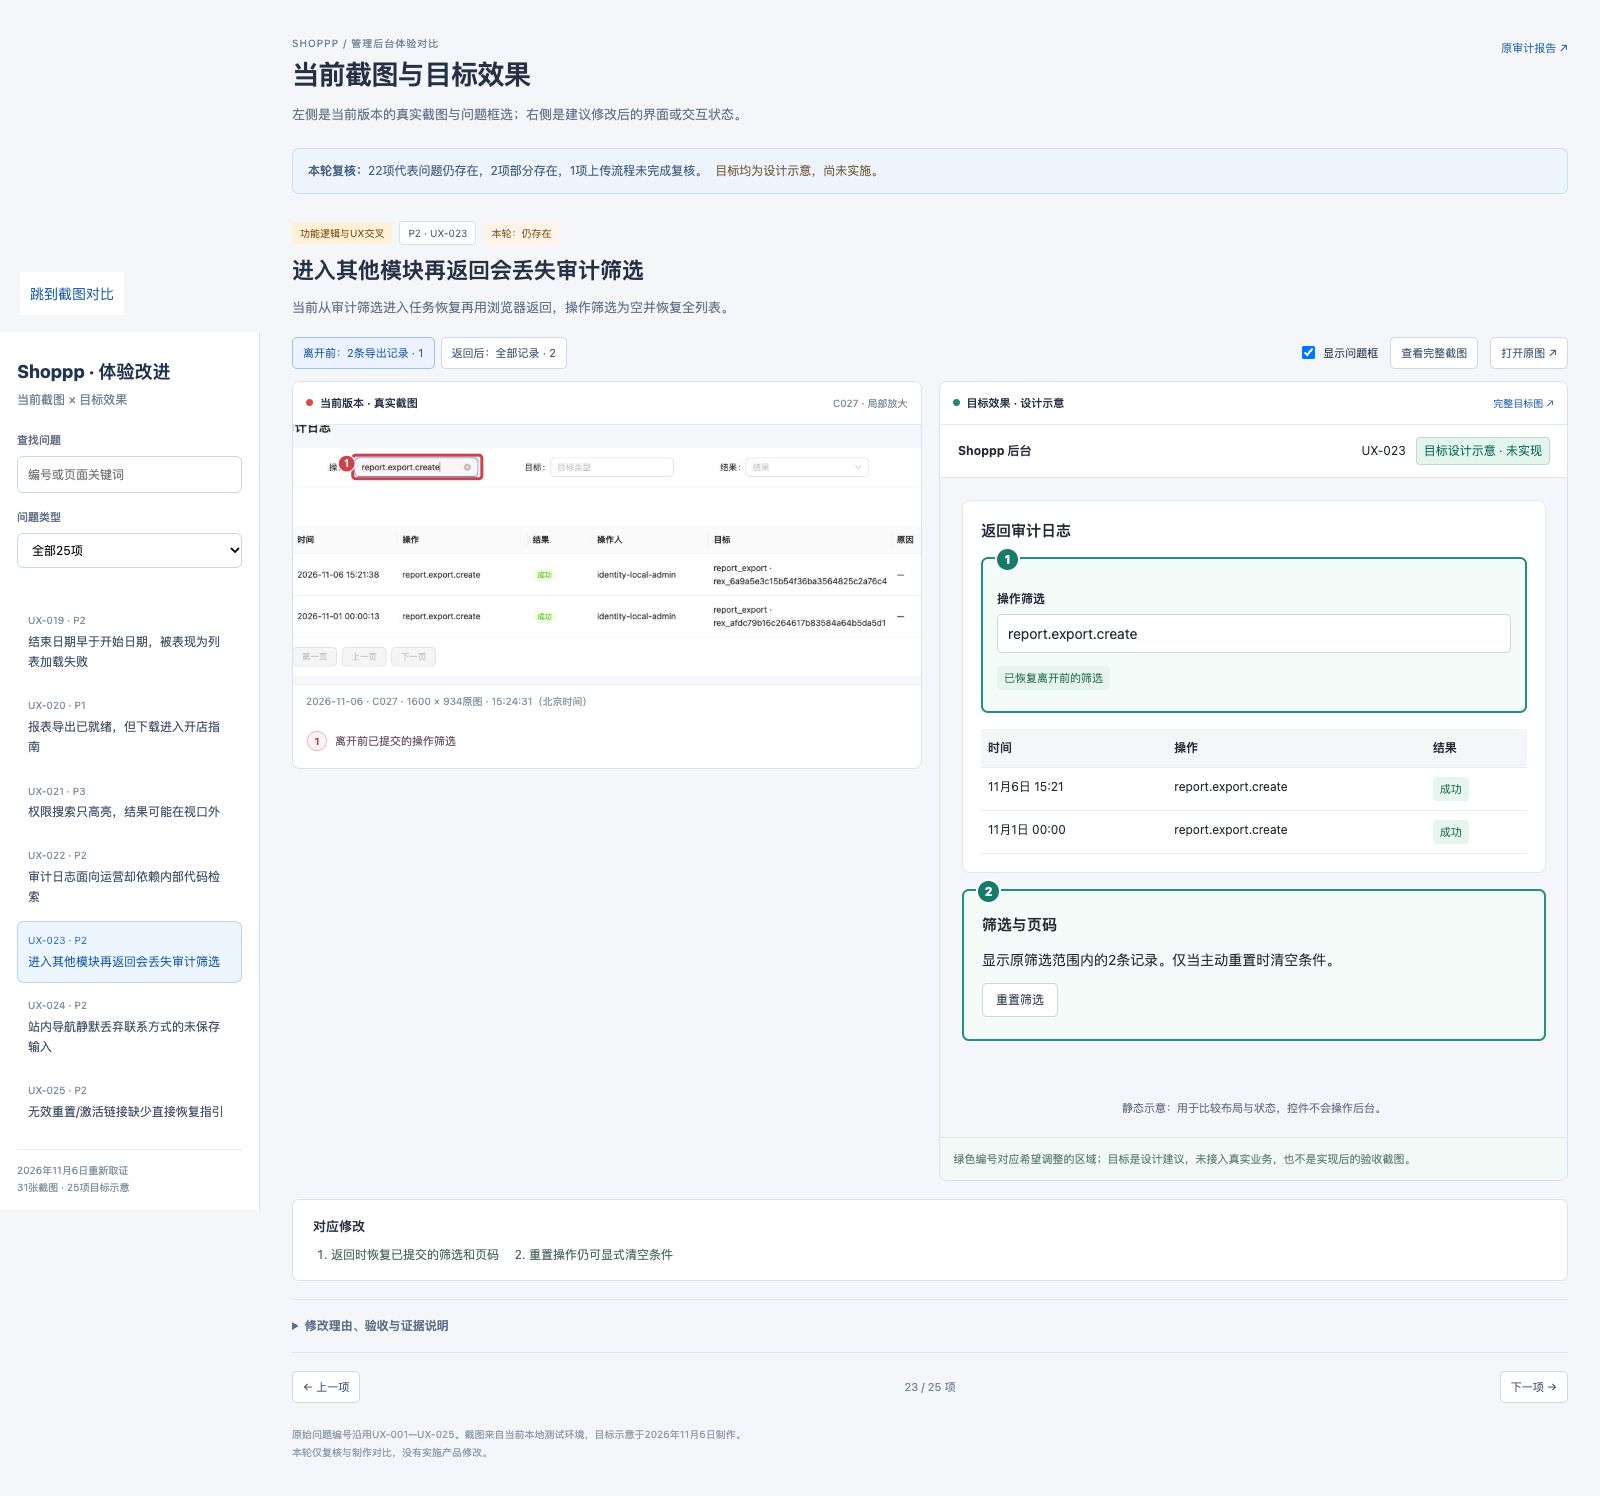 SHOPPP / 管理后台体验对比
当前截图与目标效果
原审计报告 ↗
左侧是当前版本的真实截图与问题框选；右侧是建议修改后的界面或交互状态。
本轮复核：22项代表问题仍存在，2项部分存在，1项上传流程未完成复核。 目标均为设计示意，尚未实施。
功能逻辑与UX交叉
P2 · UX-023
本轮：仍存在
进入其他模块再返回会丢失审计筛选
当前从审计筛选进入任务恢复再用浏览器返回，操作筛选为空并恢复全列表。
跳到截图对比
Shoppp · 体验改进
当前截图 × 目标效果
查找问题
编号或页面关键词
问题类型
全部25项
UX-019 · P2
结束日期早于开始日期，被表现为列
表加载失败
UX-020 · P1
报表导出已就绪，但下载进入开店指
南
UX-021 · P3
权限搜索只高亮，结果可能在视口外
UX-022 · P2
审计日志面向运营却依赖内部代码检
索
UX-023 · P2
进入其他模块再返回会丢失审计筛选
UX-024 · P2
站内导航静默丢弃联系方式的未保存
输入
UX-025 · P2
无效重置/激活链接缺少直接恢复指引
2026年11月6日重新取证
31张截图 · 25项目标示意
离开前：2条导出记录 · 1
返回后：全部记录 · 2
显示问题框
查看完整截图
打开原图 ↗
当前版本 · 真实截图
C027 · 局部放大
计日志
操
1
report.export.create
目标：
目标类型
结果：
结果
时间 操作 结果 操作人 目标 原因
2026-11-06 15:21:38 report.export.create 成功 identity-local-admin report_export · —
rex_6a9a5e3c15b54f36ba3564825c2a76c4
2026-11-01 00:00:13 report.export.create 成功 identity-local-admin report_export · —
rex_afdc79b16c264617b83584a64b5da5d1
第一页 上一页 下一页
2026-11-06 · C027 · 1600 × 934原图 · 15:24:31（北京时间）
1 离开前已提交的操作筛选
目标效果 · 设计示意
完整目标图 ↗
Shoppp 后台
UX-023
目标设计示意 · 未实现
返回审计日志
1
操作筛选
report.export.create
已恢复离开前的筛选
时间 操作 结果
11月6日 15:21 report.export.create 成功
11月1日 00:00 report.export.create 成功
2
筛选与页码
显示原筛选范围内的2条记录。仅当主动重置时清空条件。
重置筛选
静态示意：用于比较布局与状态，控件不会操作后台。
绿色编号对应希望调整的区域；目标是设计建议，未接入真实业务，也不是实现后的验收截图。
对应修改
1. 返回时恢复已提交的筛选和页码 2. 重置操作仍可显式清空条件
修改理由、验收与证据说明
← 上一项
23 / 25 项
下一项 →
原始问题编号沿用UX-001—UX-025。截图来自当前本地测试环境，目标示意于2026年11月6日制作。
本轮仅复核与制作对比，没有实施产品修改。